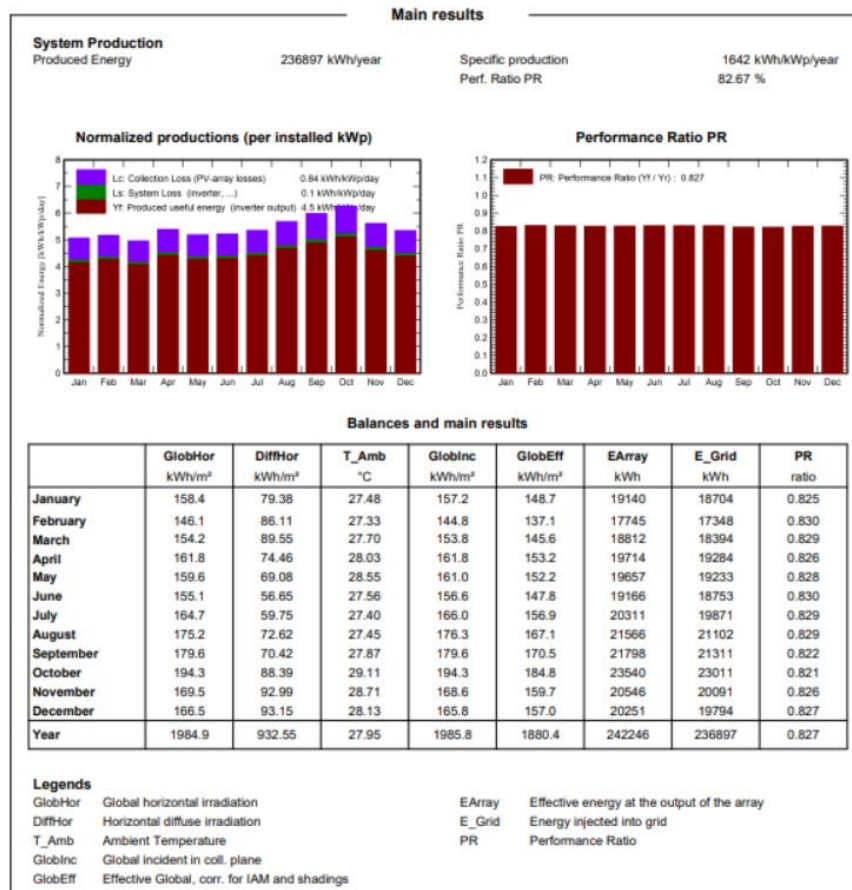 Main results
System Production
Produced Energy 236897 kWh/year Specific production 1642 kWh/kWp/year
Perf. Ratio PR 82.67 %
Normalized productions (per installed kWp)
8
7
6
5
4
3
2
1
0
Normalized Energy [kWh/kWp/day]
Lc: Collection Loss (PV-array losses) 0.84 kWh/kWp/day
Ls: System Loss (inverter, ...) 0.1 kWh/kWp/day
Yf: Produced useful energy (inverter output) 4.5 kWh/kWp/day
Jan Feb Mar Apr May Jun Jul Aug Sep Oct Nov Dec
Performance Ratio PR
1.2
1.1
1.0
0.9
0.8
0.7
0.6
0.5
0.4
0.3
0.2
0.1
0.0
Performance Ratio PR
PR: Performance Ratio (Yf / Yr) : 0.827
Jan Feb Mar Apr May Jun Jul Aug Sep Oct Nov Dec
Balances and main results
GlobHor DiffHor T_Amb GlobInc GlobEff EArray E_Grid PR
kWh/m² kWh/m² °C kWh/m² kWh/m² kWh kWh ratio
January 158.4 79.38 27.48 157.2 148.7 19140 18704 0.825
February 146.1 86.11 27.33 144.8 137.1 17745 17348 0.830
March 154.2 89.55 27.70 153.8 145.6 18812 18394 0.829
April 161.8 74.46 28.03 161.8 153.2 19714 19284 0.826
May 159.6 69.08 28.55 161.0 152.2 19657 19233 0.828
June 155.1 56.65 27.56 156.6 147.8 19166 18753 0.830
July 164.7 59.75 27.40 166.0 156.9 20311 19871 0.829
August 175.2 72.62 27.45 176.3 167.1 21566 21102 0.829
September 179.6 70.42 27.87 179.6 170.5 21798 21311 0.822
October 194.3 88.39 29.11 194.3 184.8 23540 23011 0.821
November 169.5 92.99 28.71 168.6 159.7 20546 20091 0.826
December 166.5 93.15 28.13 165.8 157.0 20251 19794 0.827
Year 1984.9 932.55 27.95 1985.8 1880.4 242246 236897 0.827
Legends
GlobHor Global horizontal irradiation EArray Effective energy at the output of the array
DiffHor Horizontal diffuse irradiation E_Grid Energy injected into grid
T_Amb Ambient Temperature PR Performance Ratio
GlobInc Global incident in coll. plane
GlobEff Effective Global, corr. for IAM and shadings